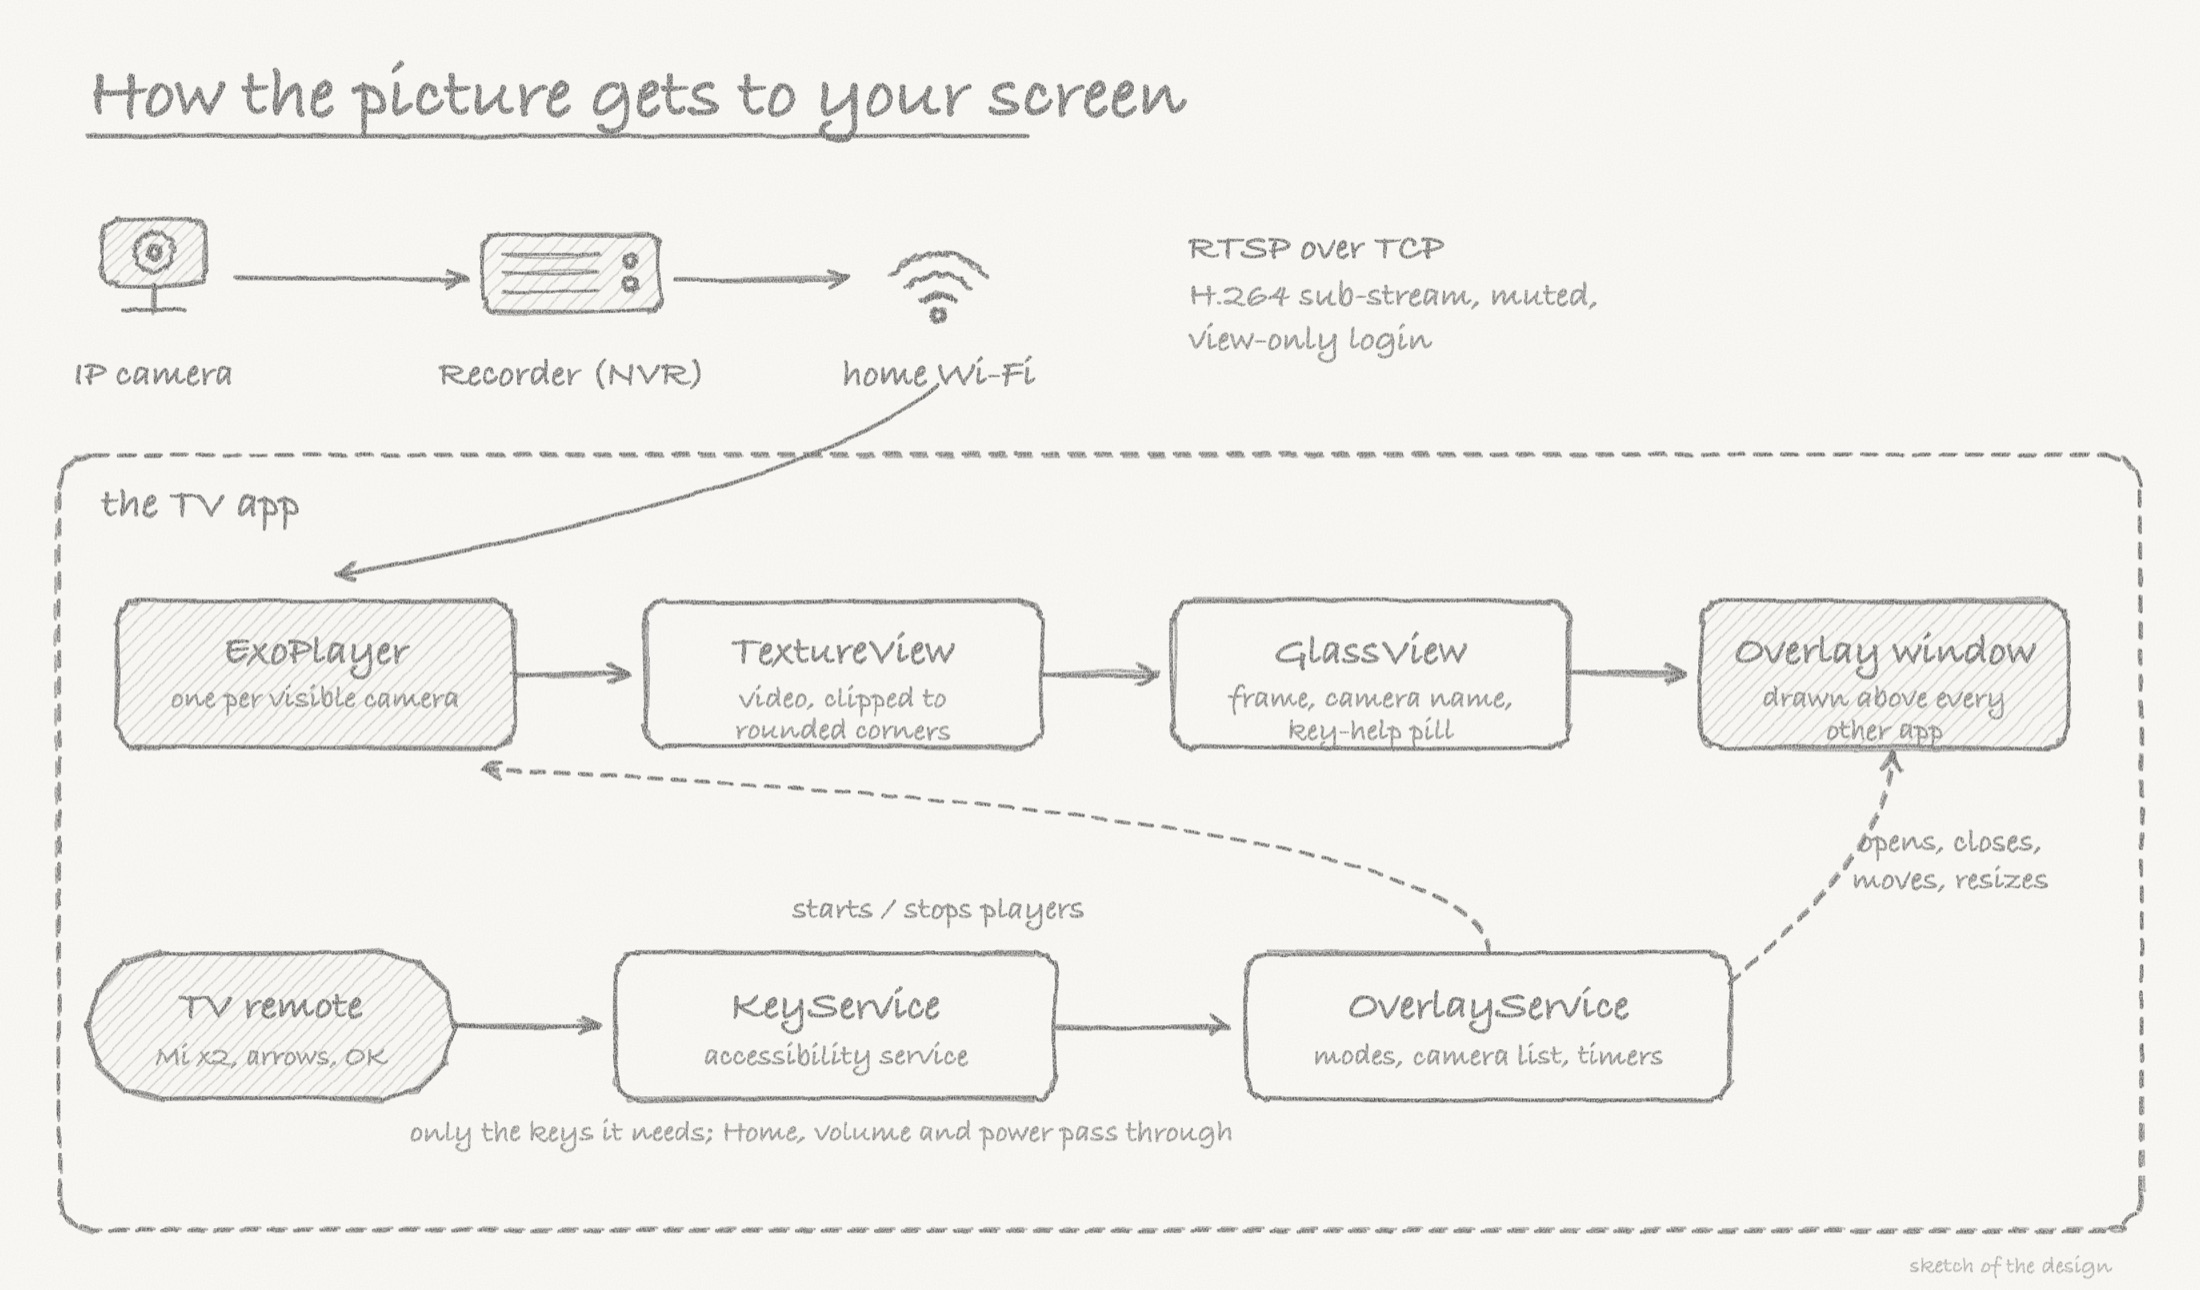 How the picture gets to your screen
RTSP over TCP
H.264 sub-stream, muted,
view-only login
IP camera
Recorder (NVR)
home Wi-Fi
the TV app
ExoPlayer
one per visible camera
TextureView
video, clipped to
rounded corners
GlassView
frame, camera name,
key-help pill
Overlay window
drawn above every
other app
opens, closes,
moves, resizes
starts / stops players
TV remote
Mi x2, arrows, OK
KeyService
accessibility service
OverlayService
modes, camera list, timers
only the keys it needs; Home, volume and power pass through
sketch of the design